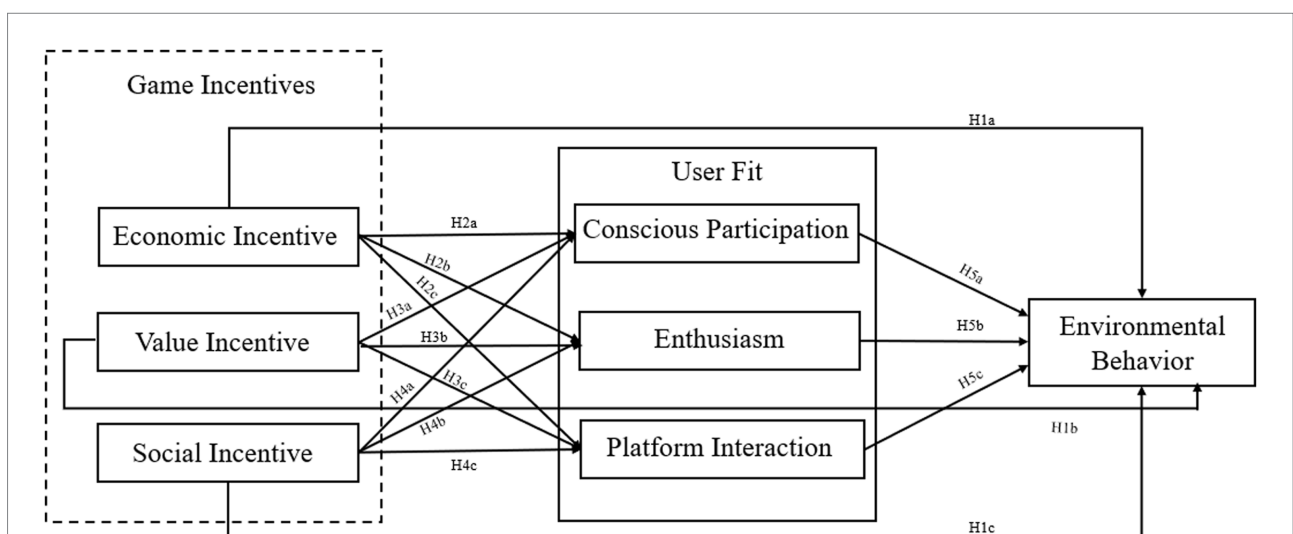 Game Incentives
H1a
User Fit
Economic Incentive
H2a
Conscious Participation
H2b
H2c
H3a
H5a
Value Incentive
H3b
Enthusiasm
H5b
Environmental
Behavior
H4a
H3c
H5c
H4b
H1b
Social Incentive
H4c
Platform Interaction
H1c